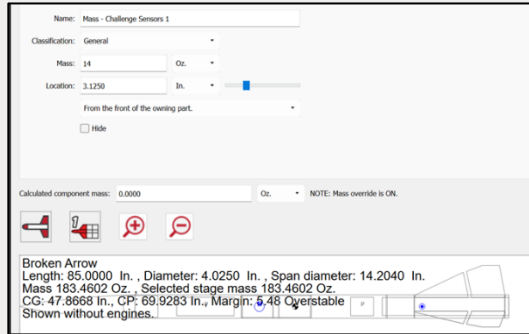 Name: Mass - Challenge Sensors 1
Classification: General
Mass: 14 Oz.
Location: 3.1250 In.
From the front of the owning part.
Hide
Calculated component mass: 0.0000 Oz. NOTE: Mass override is ON.
1
Broken Arrow
Length: 85.0000 In. , Diameter: 4.0250 In. , Span diameter: 14.2040 In.
Mass 183.4602 Oz. , Selected stage mass 183.4602 Oz.
CG: 47.8668 In., CP: 69.9283 In., Margin: 5.48 Overstable
Shown without engines.
P